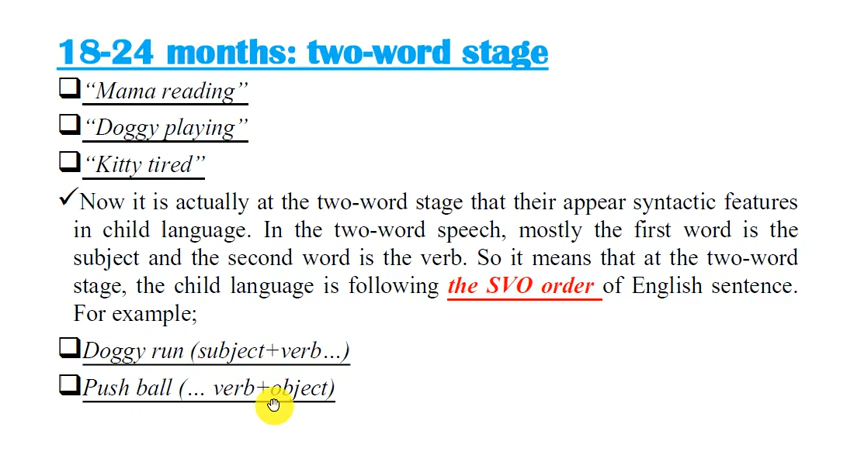 18-24 months: two-word stage
“Mama reading”
“Doggy playing”
“Kitty tired”
Now it is actually at the two-word stage that their appear syntactic features
in child language. In the two-word speech, mostly the first word is the
subject and the second word is the verb. So it means that at the two-word
stage, the child language is following the SVO order of English sentence.
For example;
Doggy run (subject+verb…)
Push ball (… verb+object)